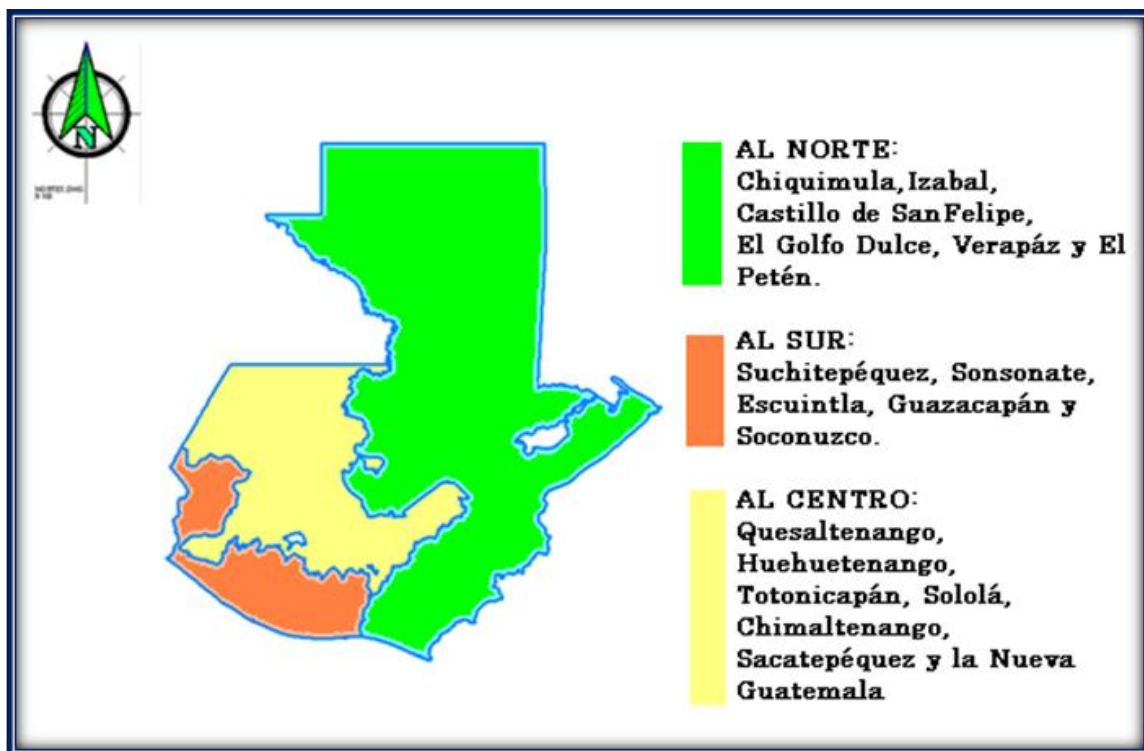 N
AL NORTE:
Chiquimula,Izabal,
Castillo de SanFelipe,
El Golfo Dulce, Verapáz y El
Petén.
AL SUR:
Suchitepéquez, Sonsonate,
Escuintla, Guazacapán y
Soconuzco.
AL CENTRO:
Quesaltenango,
Huehuetenango,
Totonicapán, Sololá,
Chimaltenango,
Sacatepéquez y la Nueva
Guatemala